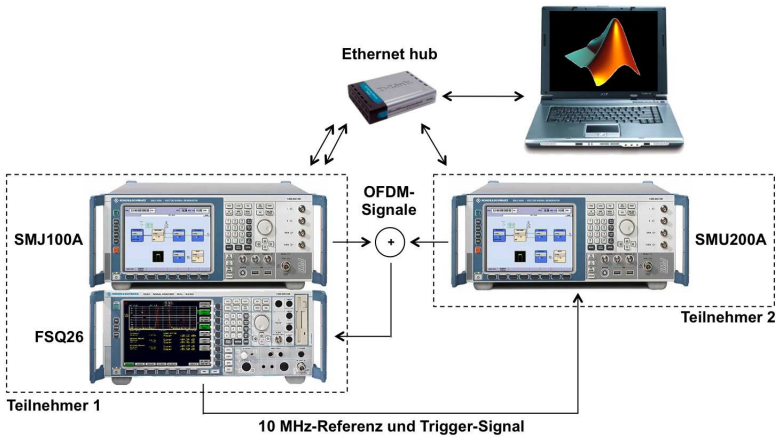 Ethernet hub
OFDM-
Signale
SMJ100A
SMU200A
FSQ26
Teilnehmer 2
Teilnehmer 1
10 MHz-Referenz und Trigger-Signal